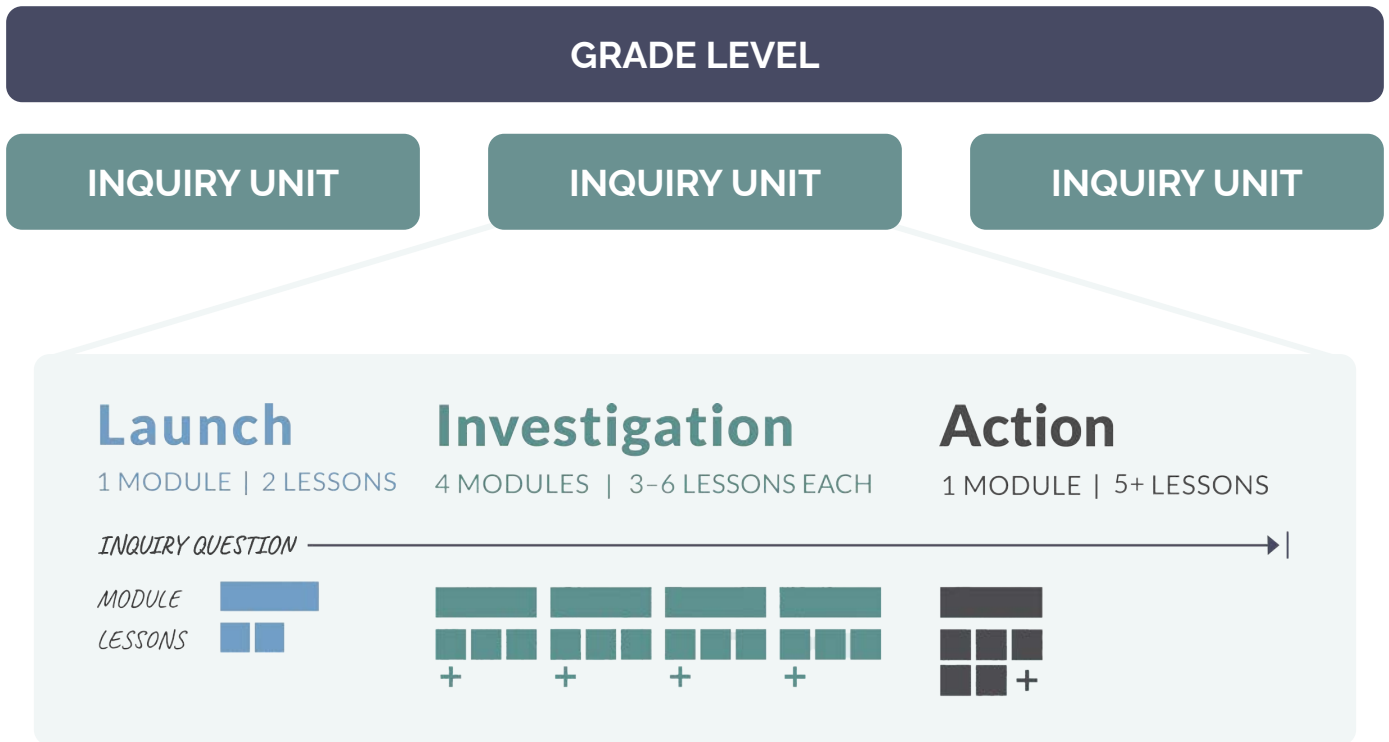 GRADE LEVEL
INQUIRY UNIT
INQUIRY UNIT
INQUIRY UNIT
Launch
1 MODULE | 2 LESSONS
Investigation
4 MODULES | 3–6 LESSONS EACH
Action
1 MODULE | 5+ LESSONS
INQUIRY QUESTION
MODULE
LESSONS
+ + + +
+